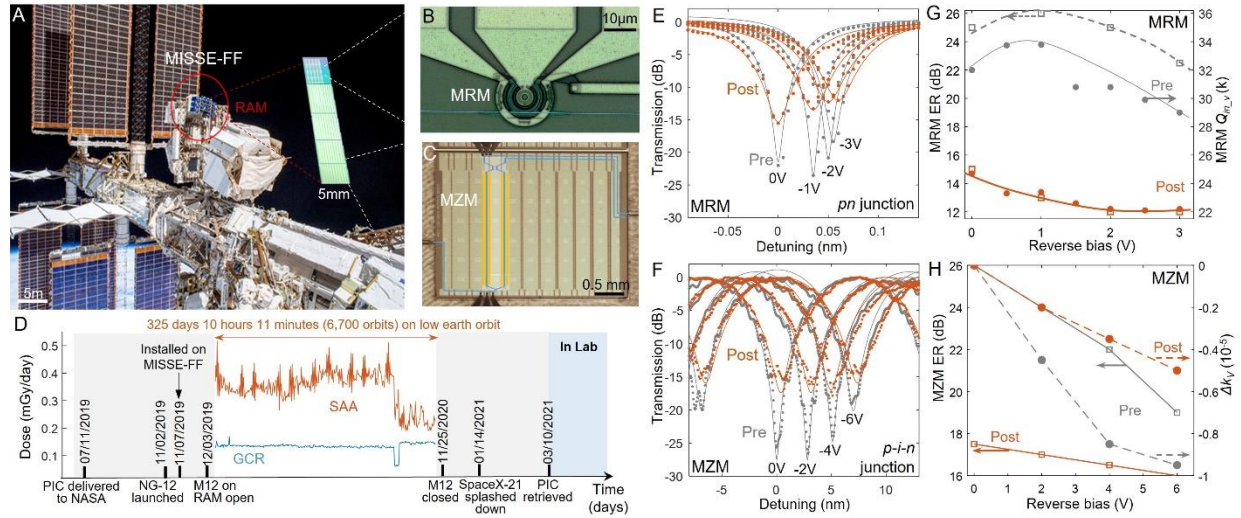 A
MISSE-FF
RAM
5mm
5m
B
10µm
MRM
C
MZM
0.5 mm
D
325 days 10 hours 11 minutes (6,700 orbits) on low earth orbit
In Lab
Installed on
MISSE-FF
Dose (mGy/day)
0.5
0.4
0.3
0.2
0.1
SAA
GCR
07/11/2019
11/02/2019
11/07/2019
12/03/2019
11/25/2020
01/14/2021
03/10/2021
PIC delivered
to NASA
NG-12
launched
M12 on
RAM open
M12
closed
SpaceX-21
splashed
down
PIC
retrieved
Time
(days)
E
Transmission (dB)
0
-5
-10
-15
-20
-25
-30
Post
Pre
0V
-1V
-2V
-3V
MRM
pn junction
-0.05
0
0.05
0.1
Detuning (nm)
F
Transmission (dB)
0
-5
-10
-15
-20
-25
-30
Post
Pre
0V
-2V
-4V
-6V
MZM
p-i-n
junction
-5
0
5
10
Detuning (nm)
G
MRM
MRM ER (dB)
26
24
22
20
18
16
14
12
Pre
Post
MRM Q_in_v (k)
36
34
32
30
28
26
24
22
0
1
2
3
Reverse bias (V)
H
MZM
MZM ER (dB)
26
24
22
20
18
16
Post
Pre
Post
Δk_V (10^-5)
0
-0.2
-0.4
-0.6
-0.8
-1
0
1
2
3
4
5
6
Reverse bias (V)